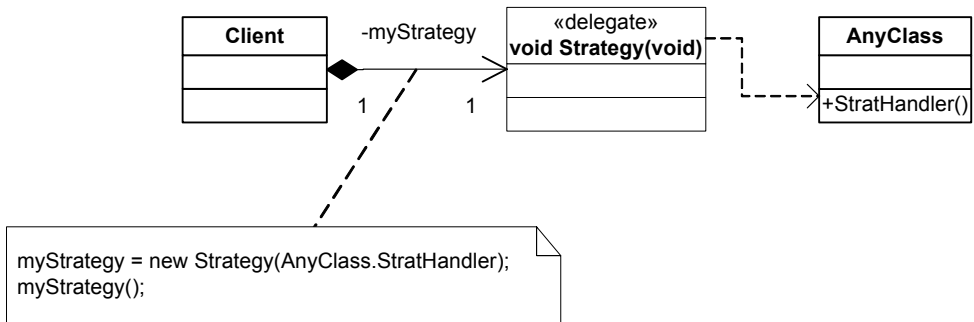 Client
-myStrategy
1
1
«delegate»
void Strategy(void)
AnyClass
+StratHandler()
myStrategy = new Strategy(AnyClass.StratHandler);
myStrategy();